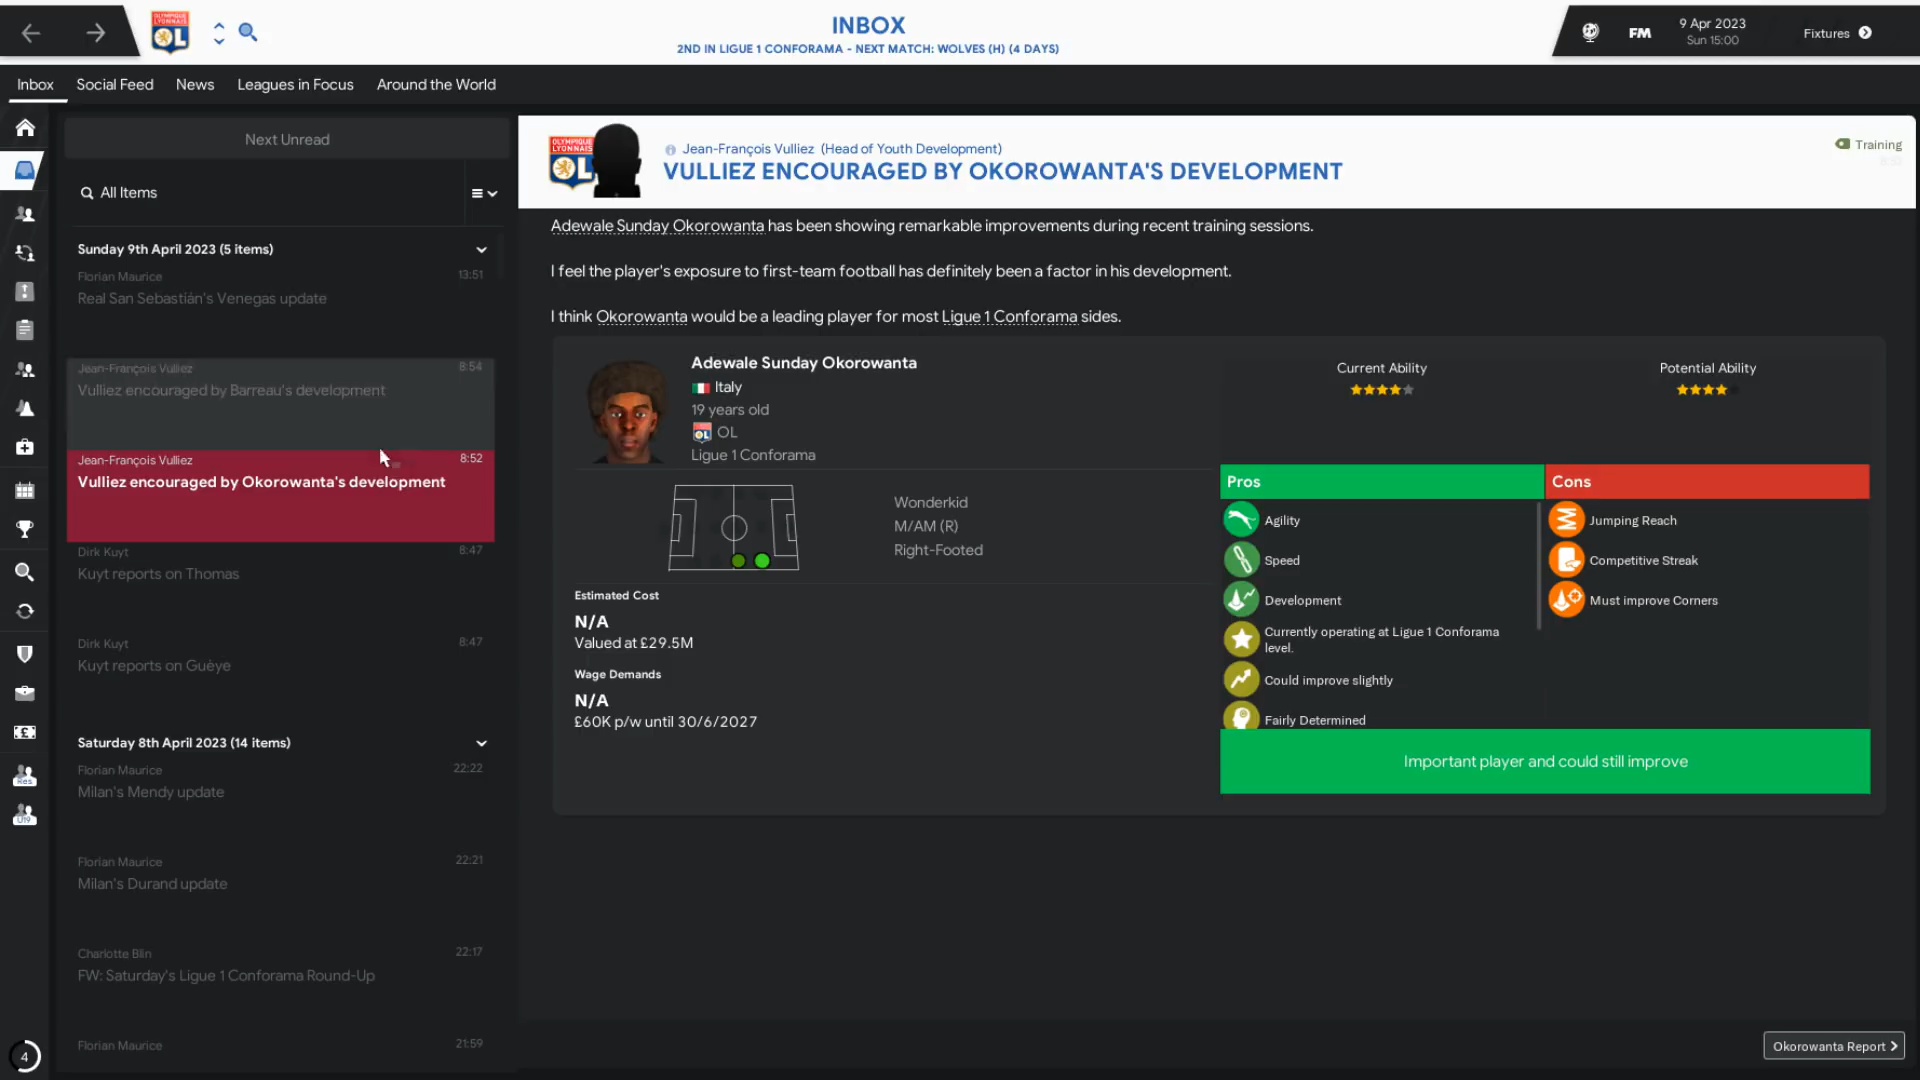 INBOX
2ND IN LIGUE 1 CONFORAMA - NEXT MATCH: WOLVES (H) (4 DAYS)
FM
9 Apr 2023
Sun 15:00
Fixtures
Inbox
Social Feed
News
Leagues in Focus
Around the World
Next Unread
All Items
Sunday 9th April 2023 (5 items)
Florian Maurice 13:51
Real San Sebastián's Venegas update
Jean-François Vulliez 8:54
Vulliez encouraged by Barreau's development
Jean-François Vulliez 8:52
Vulliez encouraged by Okorowanta's development
Dirk Kuyt 8:47
Kuyt reports on Thomas
Dirk Kuyt 8:47
Kuyt reports on Guèye
Saturday 8th April 2023 (14 items)
Florian Maurice 22:22
Milan's Mendy update
Florian Maurice 22:21
Milan's Durand update
Charlotte Blin 22:17
FW: Saturday's Ligue 1 Conforama Round-Up
Florian Maurice 21:59
4
OLYMPIQUE LYONNAIS
OL
Jean-François Vulliez (Head of Youth Development)
VULLIEZ ENCOURAGED BY OKOROWANTA'S DEVELOPMENT
Training
Adewale Sunday Okorowanta has been showing remarkable improvements during recent training sessions.
I feel the player's exposure to first-team football has definitely been a factor in his development.
I think Okorowanta would be a leading player for most Ligue 1 Conforama sides.
Adewale Sunday Okorowanta
Italy
19 years old
OL
Ligue 1 Conforama
Wonderkid
M/AM (R)
Right-Footed
Estimated Cost
N/A
Valued at £29.5M
Wage Demands
N/A
£60K p/w until 30/6/2027
Current Ability
Potential Ability
Pros
Agility
Speed
Development
Currently operating at Ligue 1 Conforama
level.
Could improve slightly
Fairly Determined
Cons
Jumping Reach
Competitive Streak
Must improve Corners
Important player and could still improve
Okorowanta Report